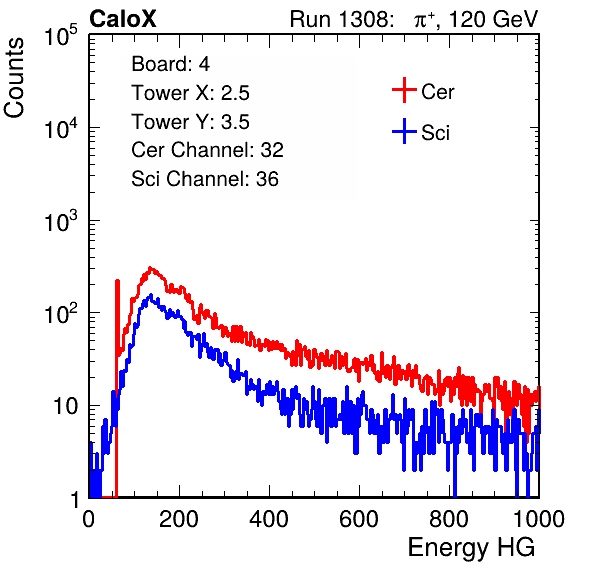 CaloX Run 1308: π⁺, 120 GeV
Counts
10⁵
10⁴
10³
10²
10
1
Board: 4
Tower X: 2.5
Tower Y: 3.5
Cer Channel: 32
Sci Channel: 36
Cer
Sci
0 200 400 600 800 1000
Energy HG